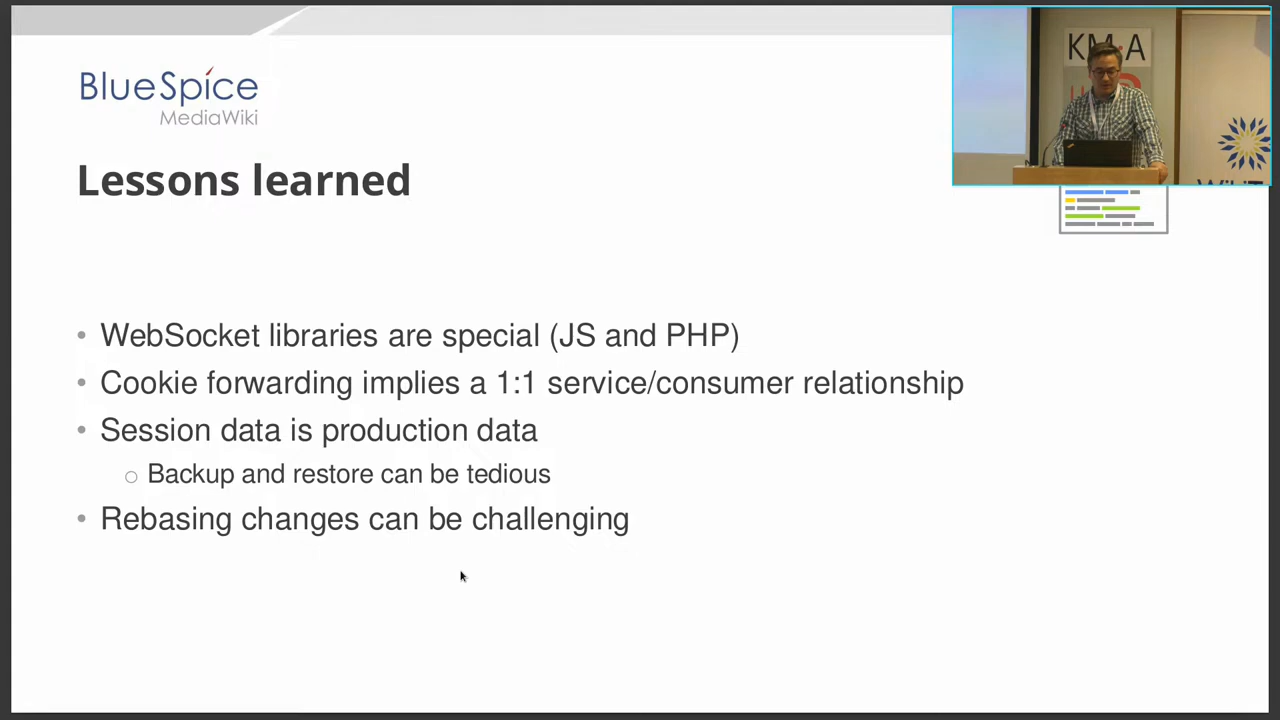 BlueSpice
MediaWiki
KM:A
Lessons learned
• WebSocket libraries are special (JS and PHP)
• Cookie forwarding implies a 1:1 service/consumer relationship
• Session data is production data
○ Backup and restore can be tedious
• Rebasing changes can be challenging